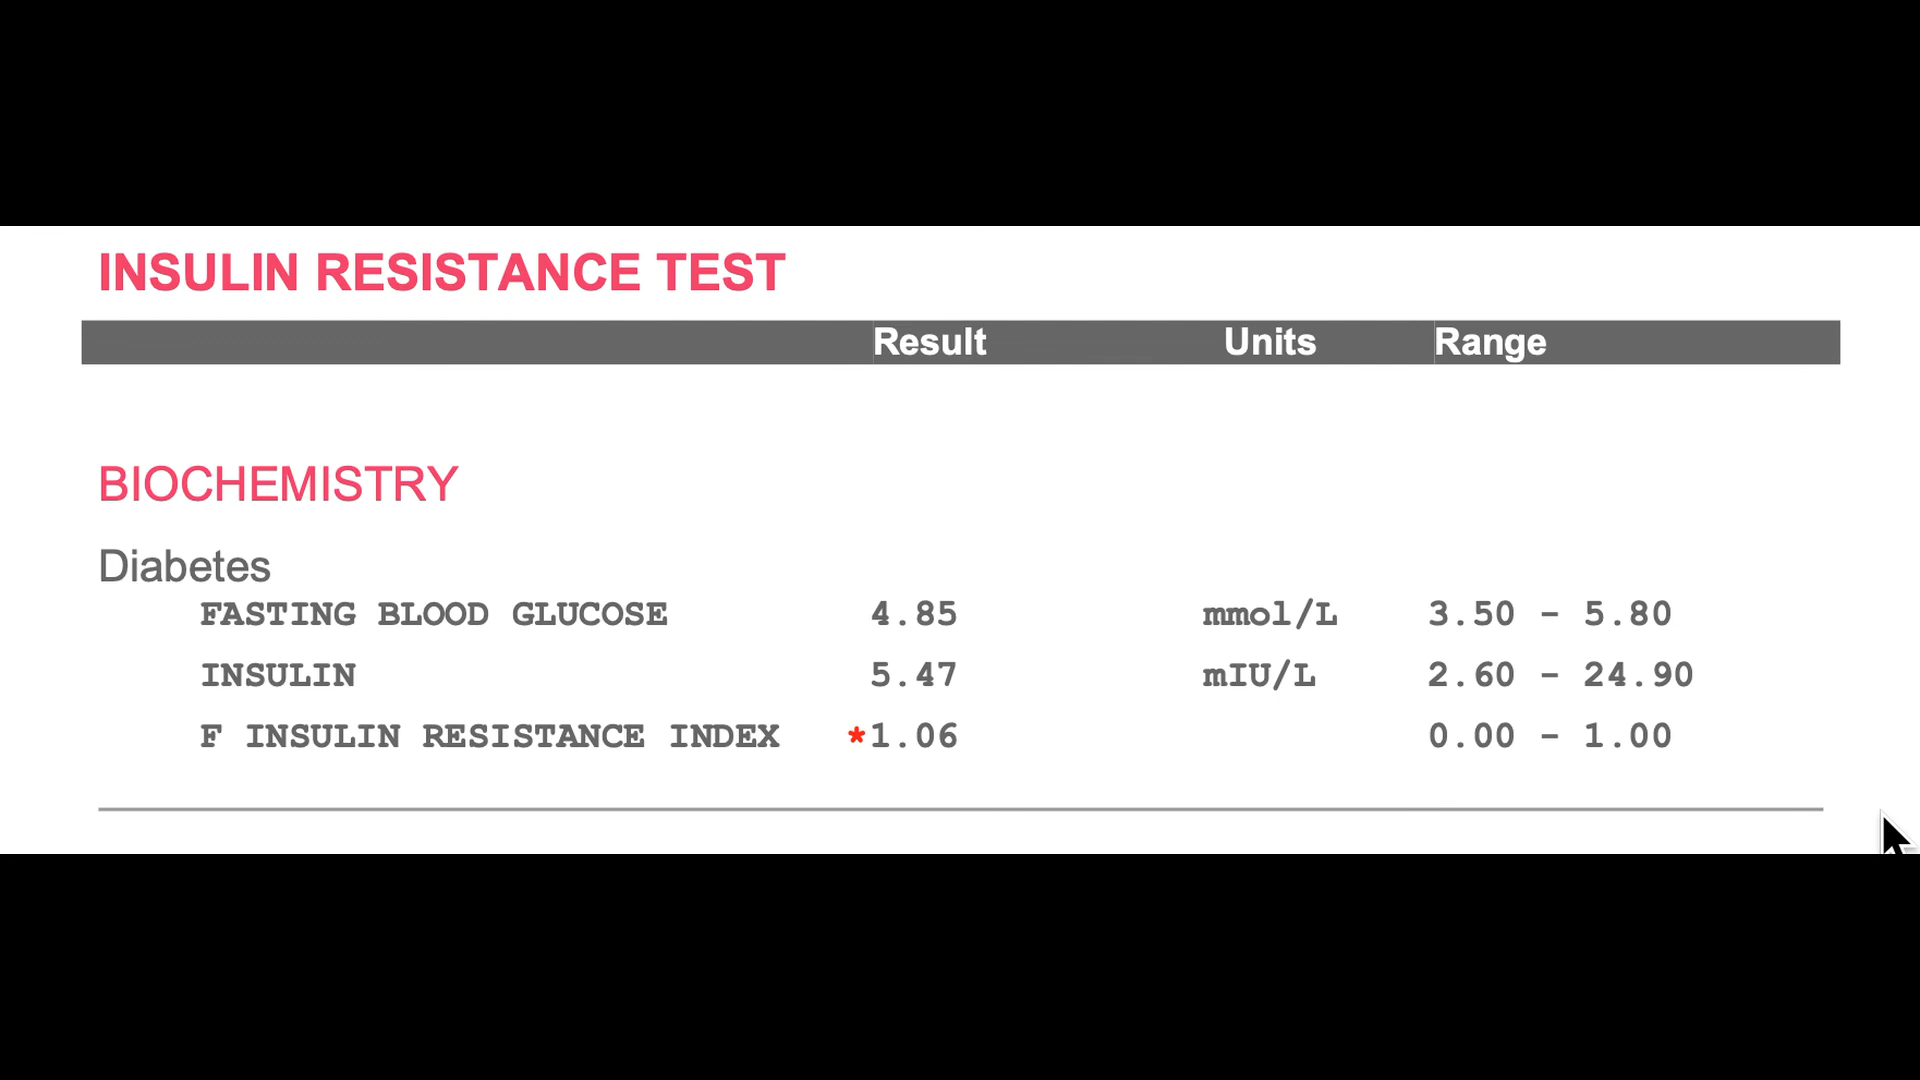 INSULIN RESISTANCE TEST
Result Units Range
BIOCHEMISTRY
Diabetes
FASTING BLOOD GLUCOSE 4.85 mmol/L 3.50 - 5.80
INSULIN 5.47 mIU/L 2.60 - 24.90
F INSULIN RESISTANCE INDEX *1.06 0.00 - 1.00